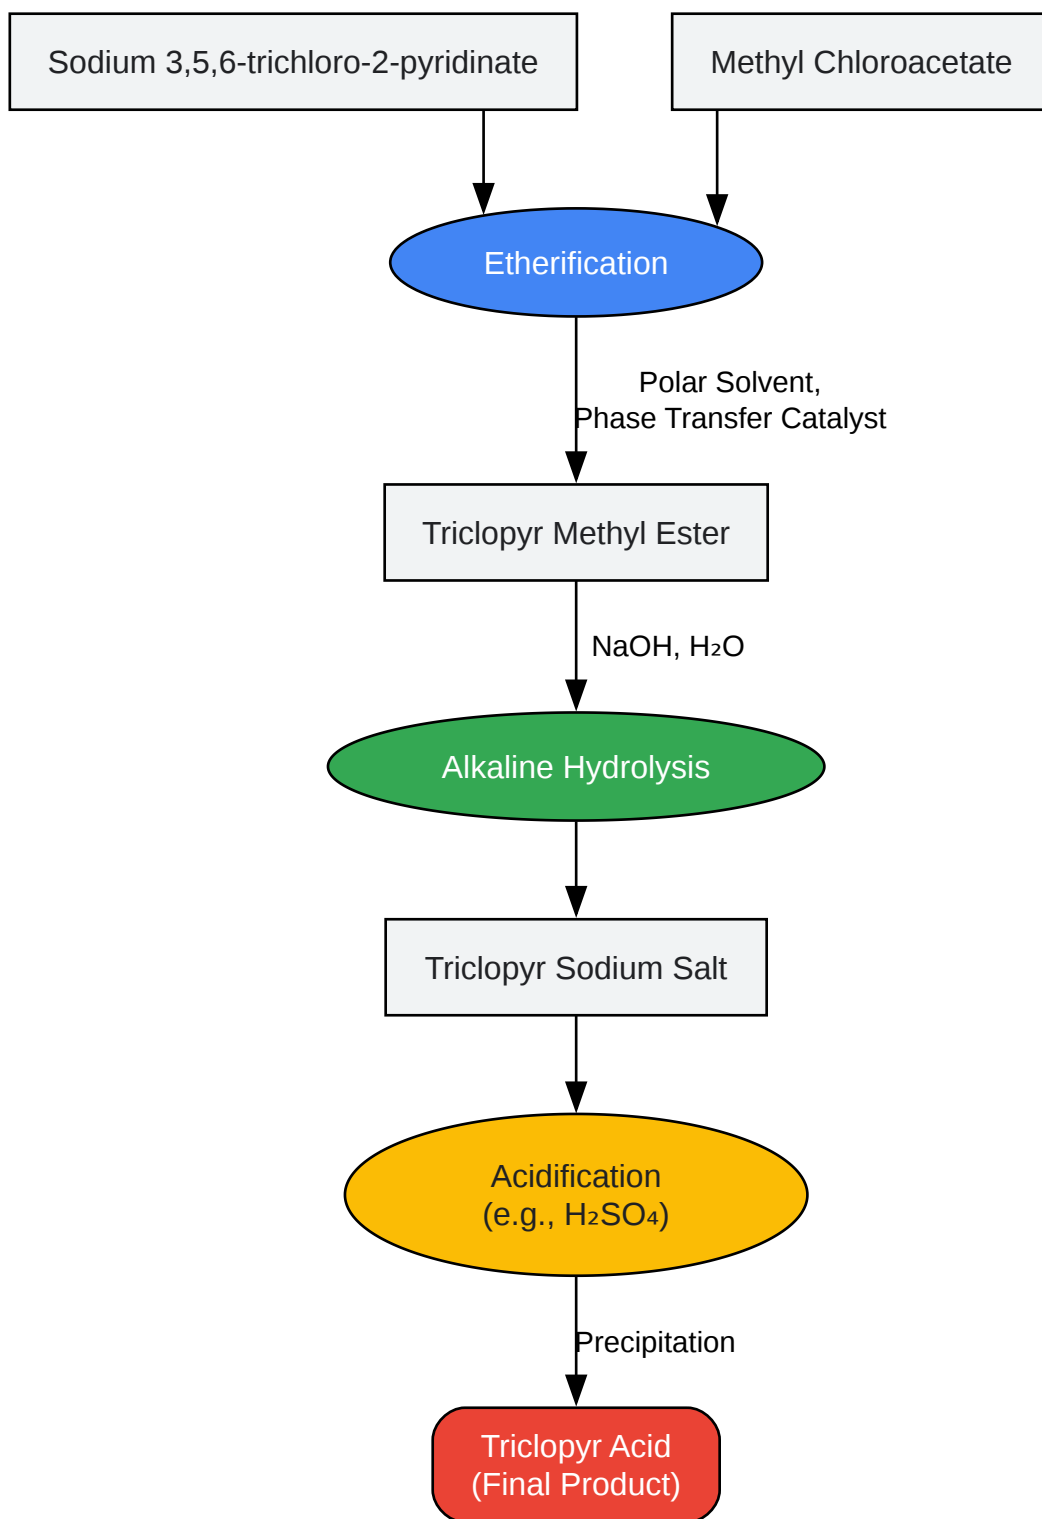 Sodium 3,5,6-trichloro-2-pyridinate
Methyl Chloroacetate
Etherification
Polar Solvent,
Phase Transfer Catalyst
Triclopyr Methyl Ester
NaOH, H₂O
Alkaline Hydrolysis
Triclopyr Sodium Salt
Acidification
(e.g., H₂SO₄)
Precipitation
Triclopyr Acid
(Final Product)